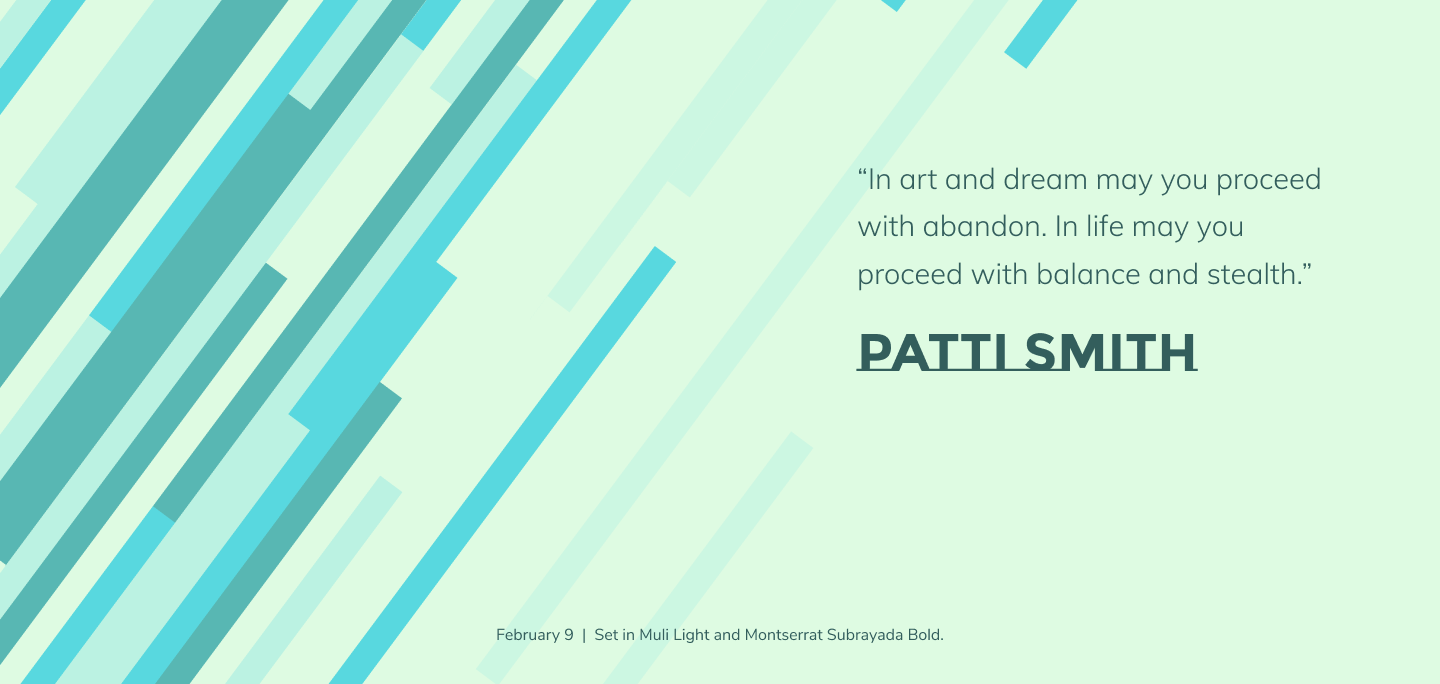 “In art and dream may you proceed
with abandon. In life may you
proceed with balance and stealth.”
PATTI SMITH
February 9 | Set in Muli Light and Montserrat Subrayada Bold.